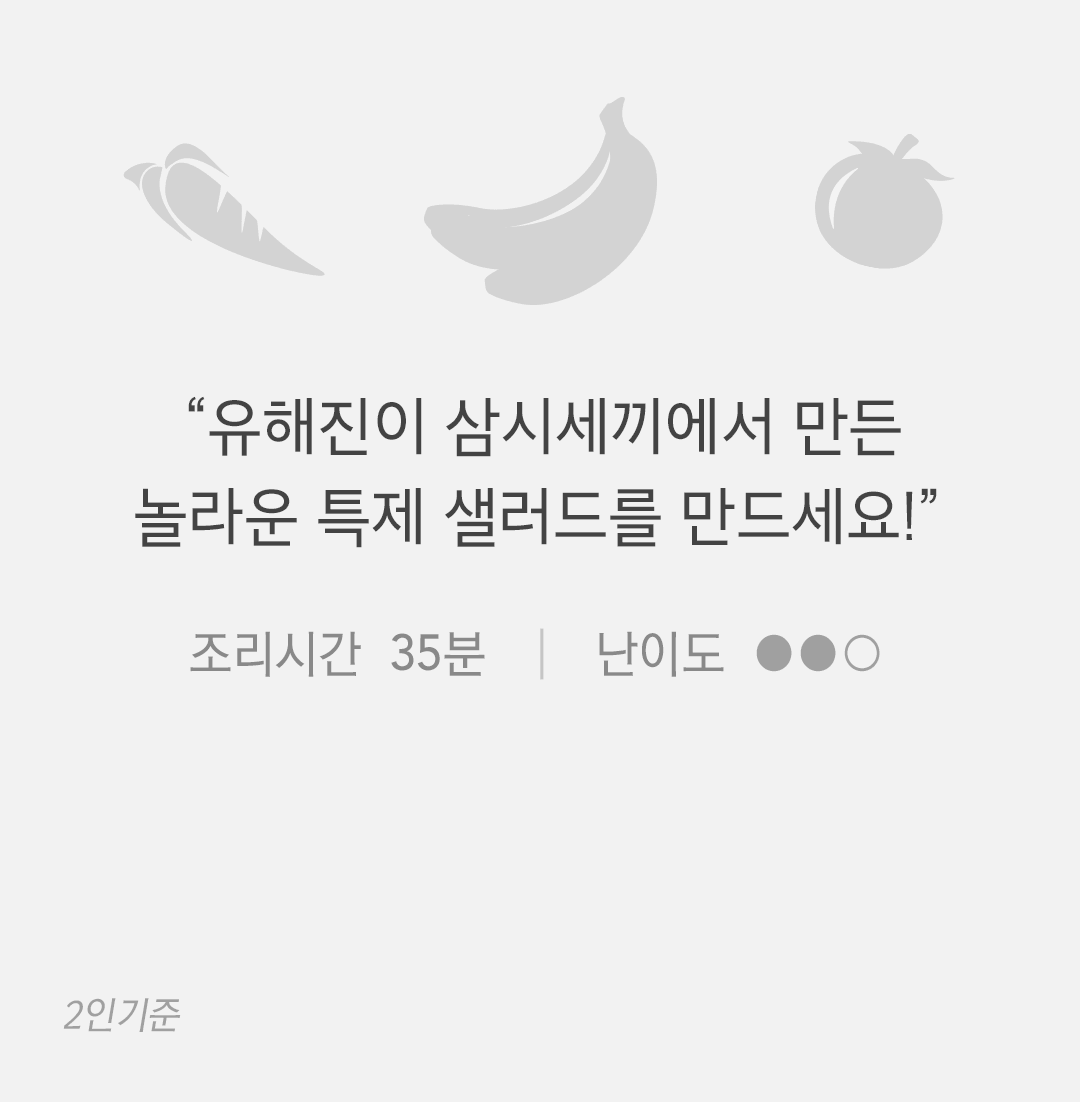 “유해진이 삼시세끼에서 만든
놀라운 특제 샐러드를 만드세요!”
조리시간 35분 | 난이도 ●●○
2인기준